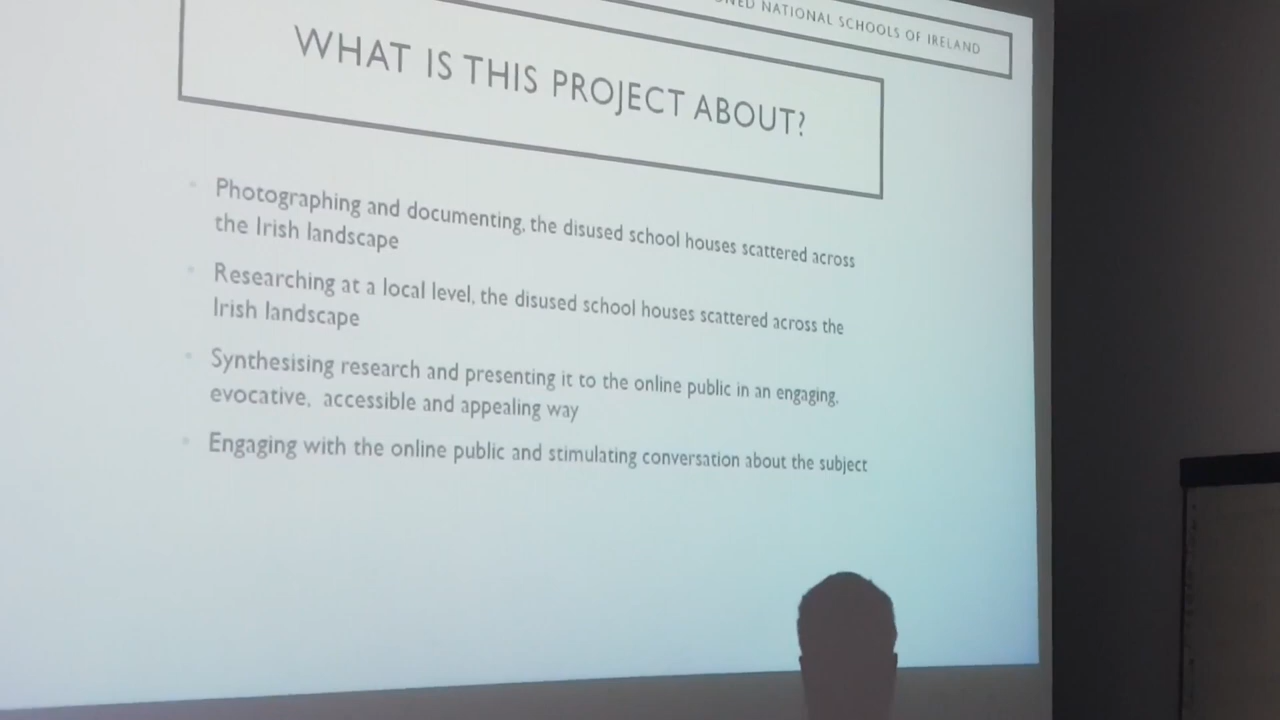 NATIONAL SCHOOLS OF IRELAND
WHAT IS THIS PROJECT ABOUT?
Photographing and documenting, the disused school houses scattered across
the Irish landscape
Researching at a local level, the disused school houses scattered across the
Irish landscape
Synthesising research and presenting it to the online public in an engaging,
evocative, accessible and appealing way
Engaging with the online public and stimulating conversation about the subject